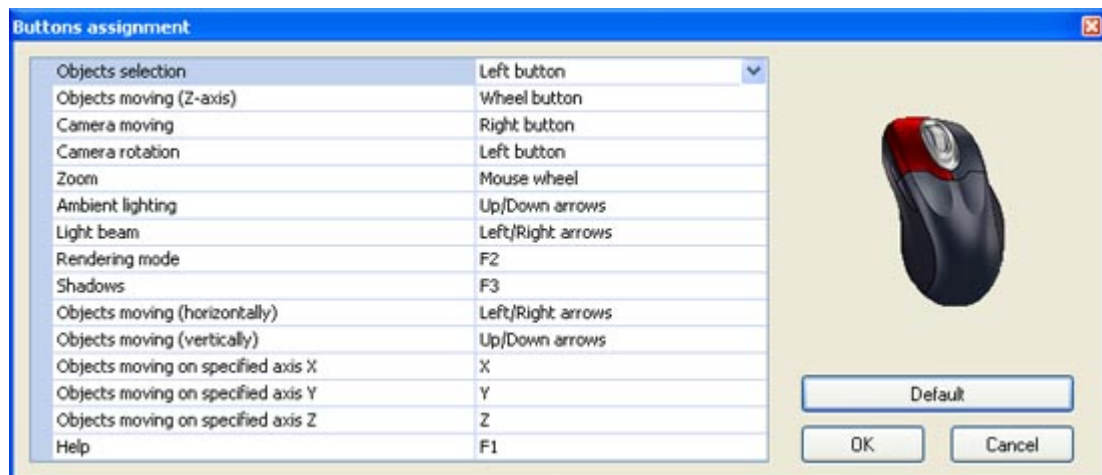 Buttons assignment
Objects selection Left button
Objects moving (Z-axis) Wheel button
Camera moving Right button
Camera rotation Left button
Zoom Mouse wheel
Ambient lighting Up/Down arrows
Light beam Left/Right arrows
Rendering mode F2
Shadows F3
Objects moving (horizontally) Left/Right arrows
Objects moving (vertically) Up/Down arrows
Objects moving on specified axis X X
Objects moving on specified axis Y Y
Objects moving on specified axis Z Z
Help F1
Default
OK Cancel